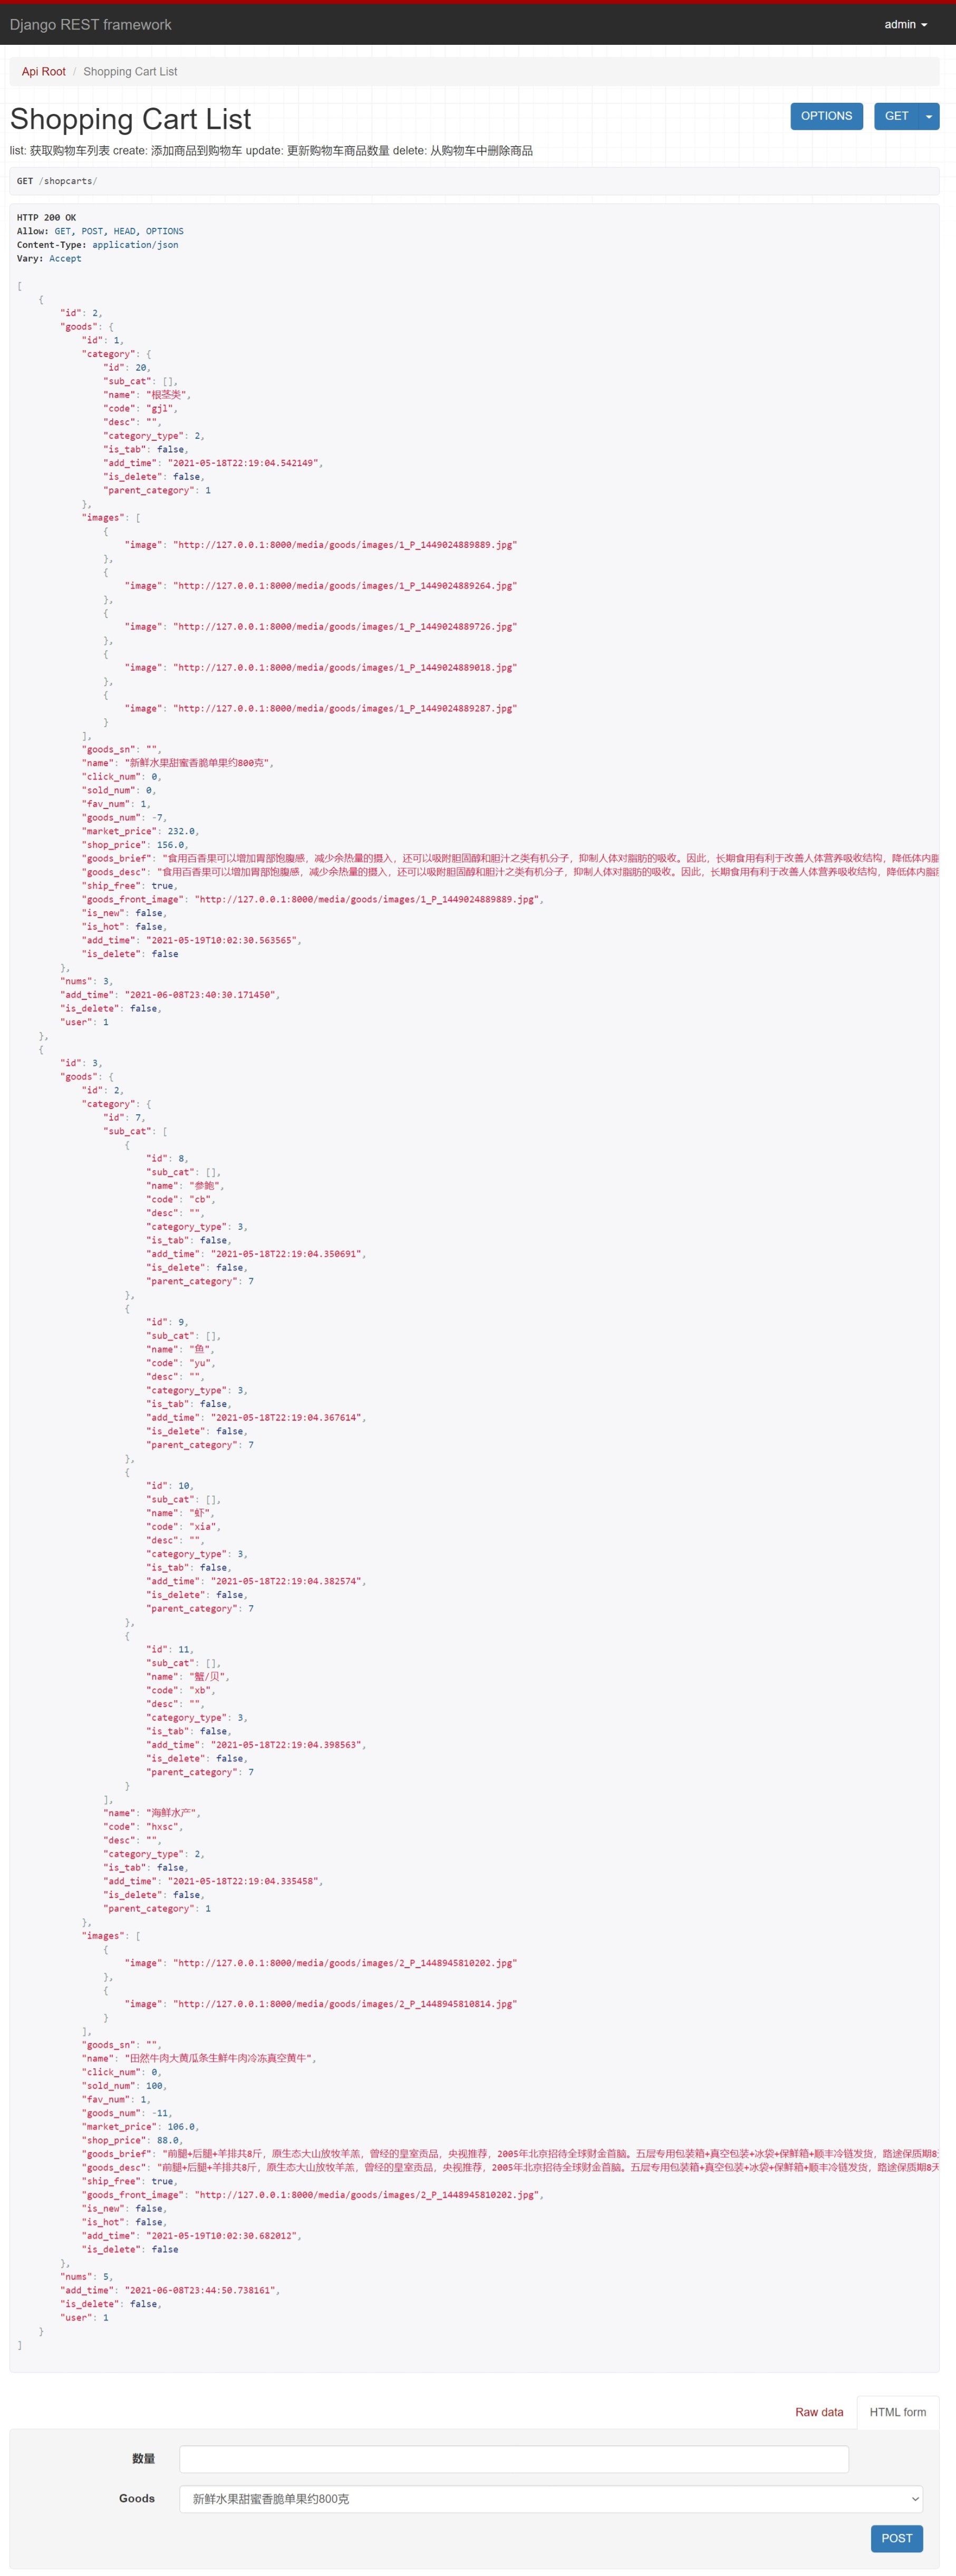 Django REST framework
admin
Api Root / Shopping Cart List
Shopping Cart List
OPTIONS
GET
list: 获取购物车列表 create: 添加商品到购物车 update: 更新购物车商品数量 delete: 从购物车中删除商品
GET /shopcarts/
HTTP 200 OK
Allow: GET, POST, HEAD, OPTIONS
Content-Type: application/json
Vary: Accept
[
{
"id": 2,
"goods": {
"id": 1,
"category": {
"id": 20,
"sub_cat": [],
"name": "根茎类",
"code": "gjl",
"desc": "",
"category_type": 2,
"is_tab": false,
"add_time": "2021-05-18T22:19:04.542149",
"is_delete": false,
"parent_category": 1
},
"images": [
{
"image": "http://127.0.0.1:8000/media/goods/images/1_P_1449024889889.jpg"
},
{
"image": "http://127.0.0.1:8000/media/goods/images/1_P_1449024889264.jpg"
},
{
"image": "http://127.0.0.1:8000/media/goods/images/1_P_1449024889726.jpg"
},
{
"image": "http://127.0.0.1:8000/media/goods/images/1_P_1449024889018.jpg"
},
{
"image": "http://127.0.0.1:8000/media/goods/images/1_P_1449024889287.jpg"
}
],
"goods_sn": "",
"name": "新鲜水果甜蜜香脆单果约800克",
"click_num": 0,
"sold_num": 0,
"fav_num": 1,
"goods_num": -7,
"market_price": 232.0,
"shop_price": 156.0,
"goods_brief": "食用百香果可以增加胃部饱腹感，减少余热量的摄入，还可以吸附胆固醇和胆汁之类有机分子，抑制人体对脂肪的吸收。因此，长期食用有利于改善人体营养吸收结构，降低体内脂
"goods_desc": "食用百香果可以增加胃部饱腹感，减少余热量的摄入，还可以吸附胆固醇和胆汁之类有机分子，抑制人体对脂肪的吸收。因此，长期食用有利于改善人体营养吸收结构，降低体内脂
"ship_free": true,
"goods_front_image": "http://127.0.0.1:8000/media/goods/images/1_P_1449024889889.jpg",
"is_new": false,
"is_hot": false,
"add_time": "2021-05-19T10:02:30.563565",
"is_delete": false
},
"nums": 3,
"add_time": "2021-06-08T23:40:30.171450",
"is_delete": false,
"user": 1
},
{
"id": 3,
"goods": {
"id": 2,
"category": {
"id": 7,
"sub_cat": [
{
"id": 8,
"sub_cat": [],
"name": "参鲍",
"code": "cb",
"desc": "",
"category_type": 3,
"is_tab": false,
"add_time": "2021-05-18T22:19:04.350691",
"is_delete": false,
"parent_category": 7
},
{
"id": 9,
"sub_cat": [],
"name": "鱼",
"code": "yu",
"desc": "",
"category_type": 3,
"is_tab": false,
"add_time": "2021-05-18T22:19:04.367614",
"is_delete": false,
"parent_category": 7
},
{
"id": 10,
"sub_cat": [],
"name": "虾",
"code": "xia",
"desc": "",
"category_type": 3,
"is_tab": false,
"add_time": "2021-05-18T22:19:04.382574",
"is_delete": false,
"parent_category": 7
},
{
"id": 11,
"sub_cat": [],
"name": "蟹/贝",
"code": "xb",
"desc": "",
"category_type": 3,
"is_tab": false,
"add_time": "2021-05-18T22:19:04.398563",
"is_delete": false,
"parent_category": 7
}
],
"name": "海鲜水产",
"code": "hxsc",
"desc": "",
"category_type": 2,
"is_tab": false,
"add_time": "2021-05-18T22:19:04.335458",
"is_delete": false,
"parent_category": 1
},
"images": [
{
"image": "http://127.0.0.1:8000/media/goods/images/2_P_1448945810202.jpg"
},
{
"image": "http://127.0.0.1:8000/media/goods/images/2_P_1448945810814.jpg"
}
],
"goods_sn": "",
"name": "田然牛肉大黄瓜条生鲜牛肉冷冻真空黄牛",
"click_num": 0,
"sold_num": 100,
"fav_num": 1,
"goods_num": -11,
"market_price": 106.0,
"shop_price": 88.0,
"goods_brief": "前腿+后腿+羊排共8斤，原生态大山放牧羊羔，曾经的皇室贡品，央视推荐，2005年北京招待全球财金首脑。五层专用包装箱+真空包装+冰袋+保鲜箱+顺丰冷链发货，路途保质期8
"goods_desc": "前腿+后腿+羊排共8斤，原生态大山放牧羊羔，曾经的皇室贡品，央视推荐，2005年北京招待全球财金首脑。五层专用包装箱+真空包装+冰袋+保鲜箱+顺丰冷链发货，路途保质期8天
"ship_free": true,
"goods_front_image": "http://127.0.0.1:8000/media/goods/images/2_P_1448945810202.jpg",
"is_new": false,
"is_hot": false,
"add_time": "2021-05-19T10:02:30.682012",
"is_delete": false
},
"nums": 5,
"add_time": "2021-06-08T23:44:50.738161",
"is_delete": false,
"user": 1
}
]
Raw data
HTML form
数量
Goods
新鲜水果甜蜜香脆单果约800克
POST